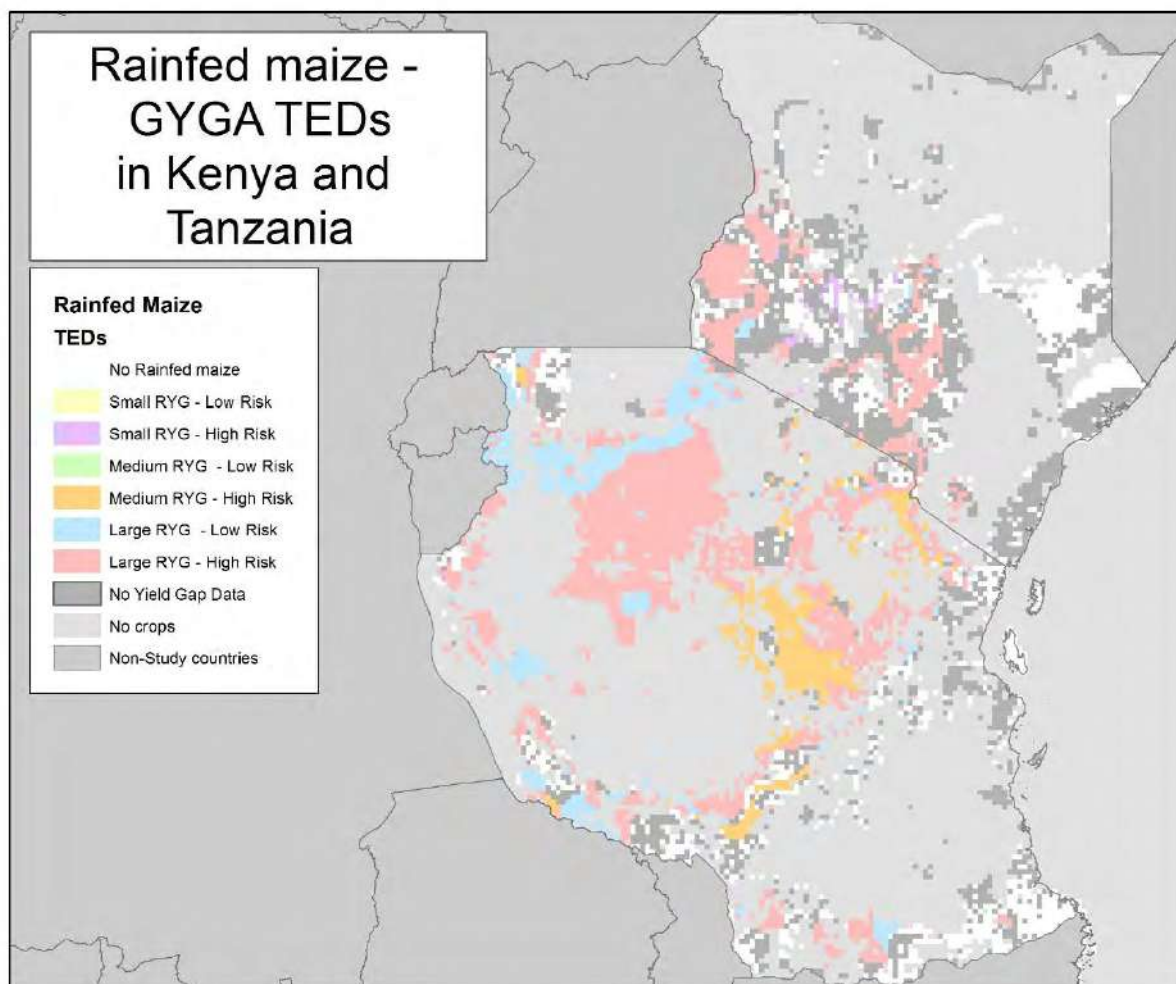 Rainfed maize -
GYGA TEDs
in Kenya and
Tanzania
Rainfed Maize
TEDs
No Rainfed maize
Small RYG - Low Risk
Small RYG - High Risk
Medium RYG - Low Risk
Medium RYG - High Risk
Large RYG - Low Risk
Large RYG - High Risk
No Yield Gap Data
No crops
Non-Study countries